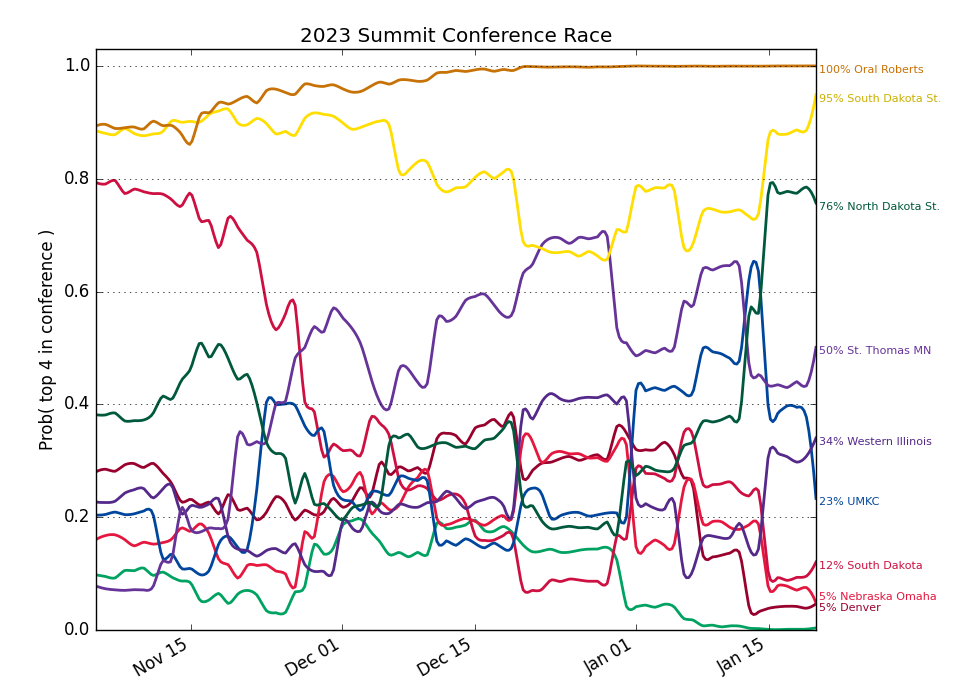 2023 Summit Conference Race
Prob( top 4 in conference )
1.0
0.8
0.6
0.4
0.2
0.0
Nov 15
Dec 01
Dec 15
Jan 01
Jan 15
100% Oral Roberts
95% South Dakota St.
76% North Dakota St.
50% St. Thomas MN
34% Western Illinois
23% UMKC
12% South Dakota
5% Nebraska Omaha
5% Denver